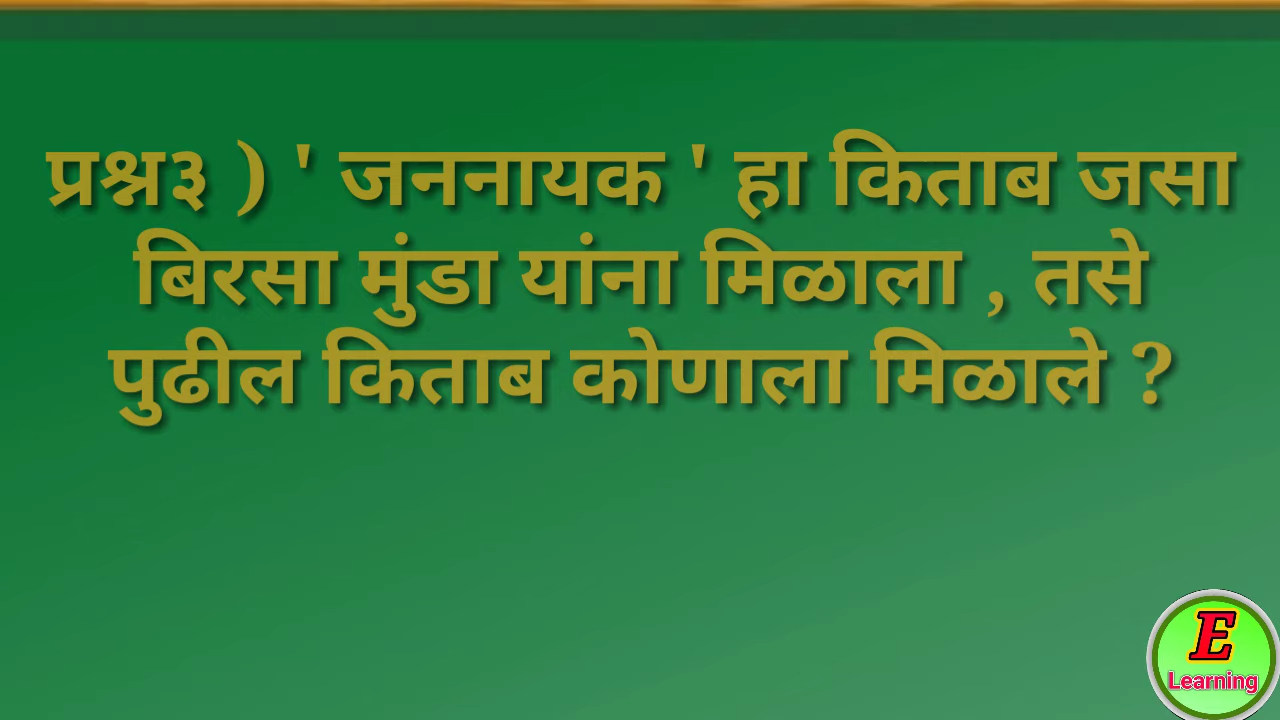 प्रश्न३ ) ' जननायक ' हा किताब जसा
बिरसा मुंडा यांना मिळाला , तसे
पुढील किताब कोणाला मिळाले ?
E
Learning